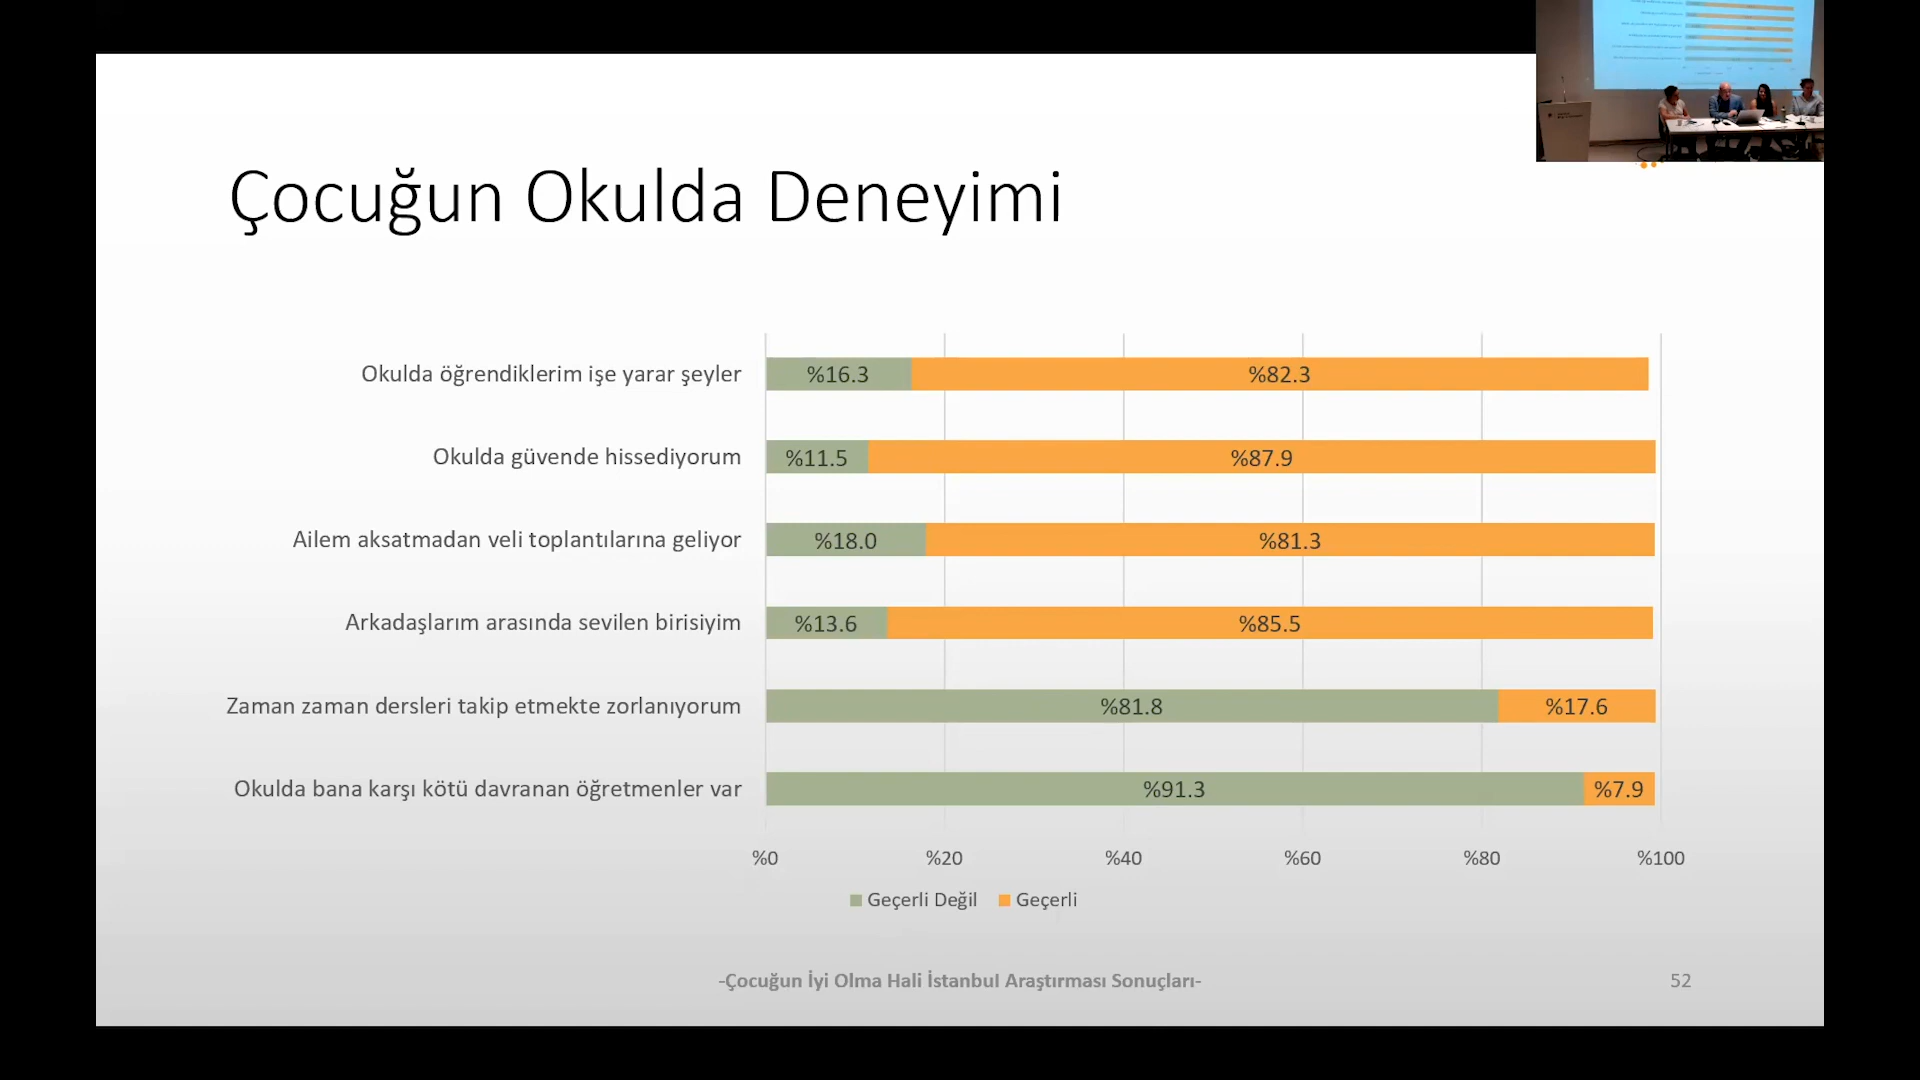 Çocuğun Okulda Deneyimi
Okulda öğrendiklerim işe yarar şeyler %16.3 %82.3
Okulda güvende hissediyorum %11.5 %87.9
Ailem aksatmadan veli toplantılarına geliyor %18.0 %81.3
Arkadaşlarım arasında sevilen birisiyim %13.6 %85.5
Zaman zaman dersleri takip etmekte zorlanıyorum %81.8 %17.6
Okulda bana karşı kötü davranan öğretmenler var %91.3 %7.9
%0 %20 %40 %60 %80 %100
Geçerli Değil Geçerli
-Çocuğun İyi Olma Hali İstanbul Araştırması Sonuçları-
52